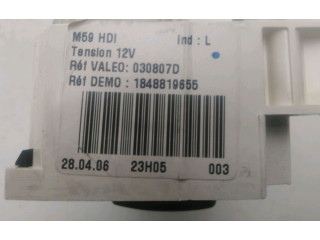 M59 HDI Ind : L
Tension 12V
Réf VALEO: 030807D
Réf DEMO : 1848819655
28.04.06 23H05 003